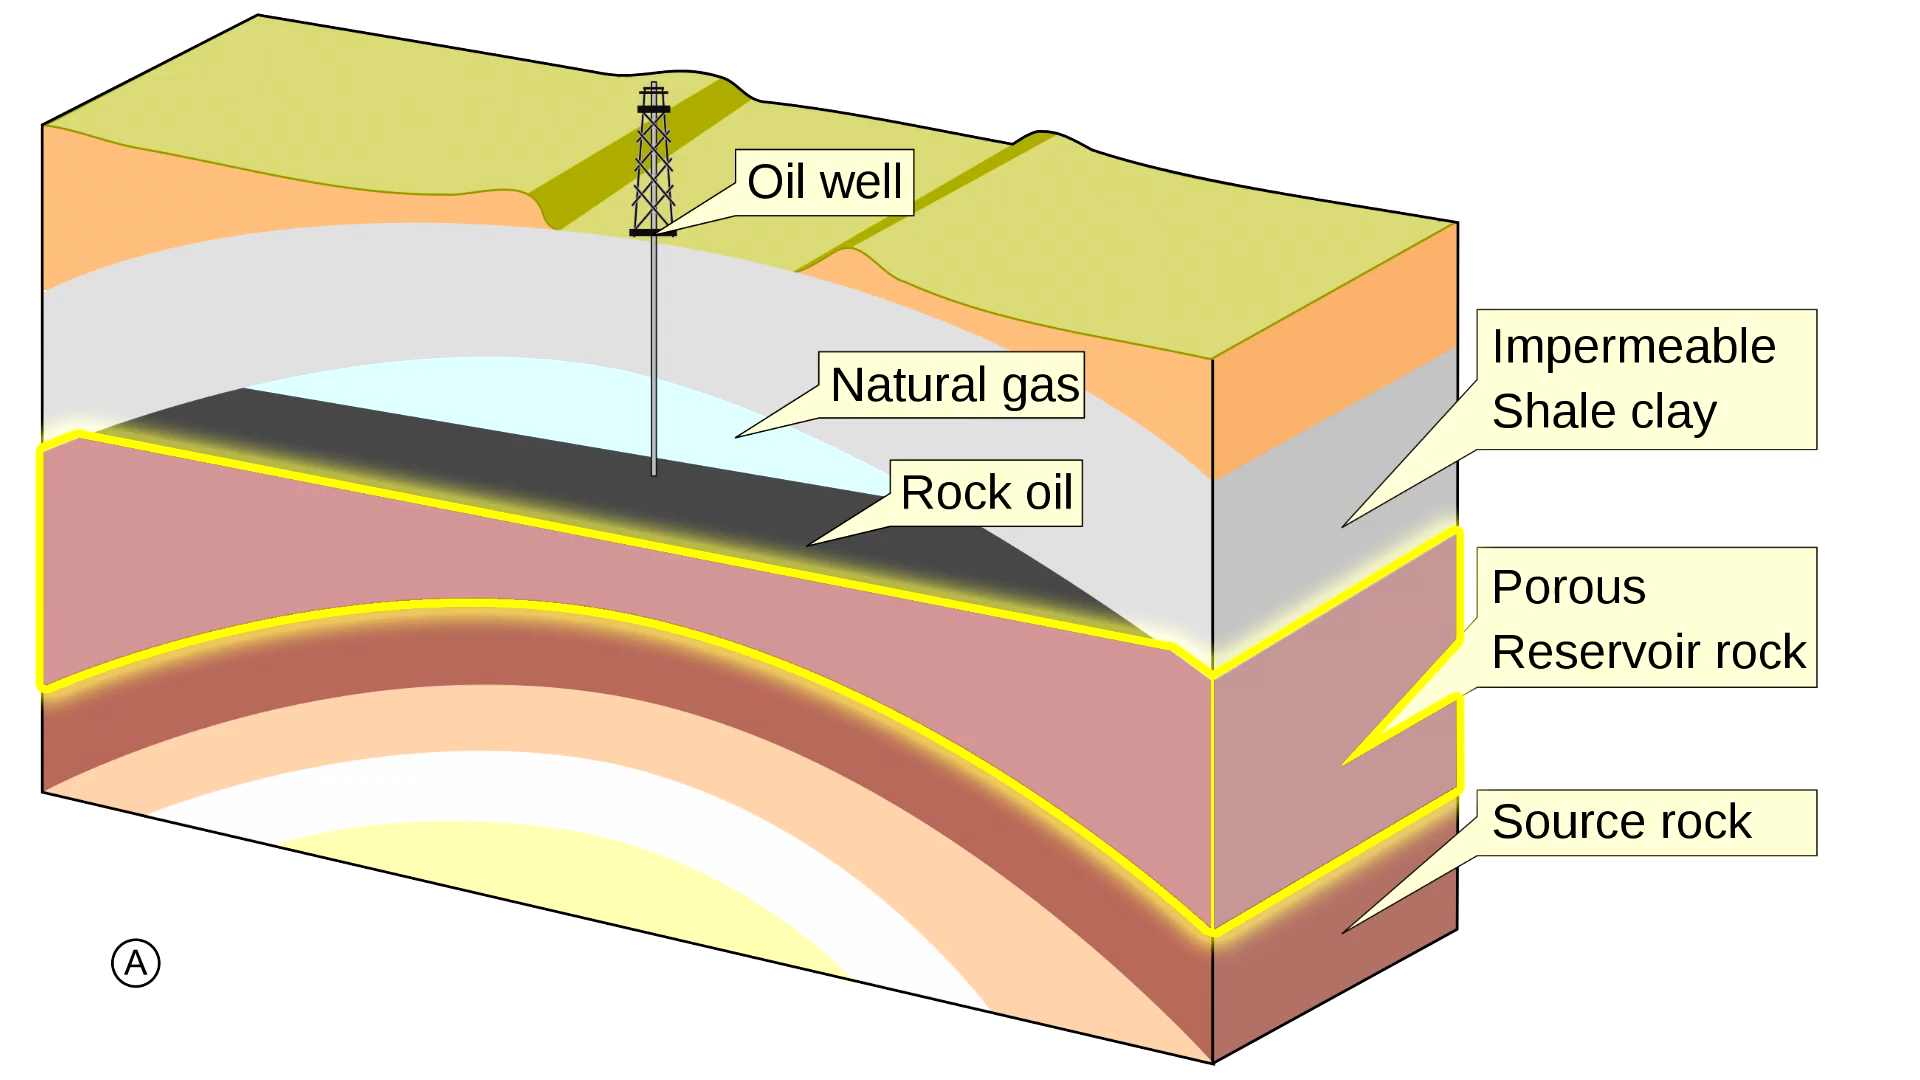 Oil well
Natural gas
Rock oil
Impermeable
Shale clay
Porous
Reservoir rock
Source rock
A